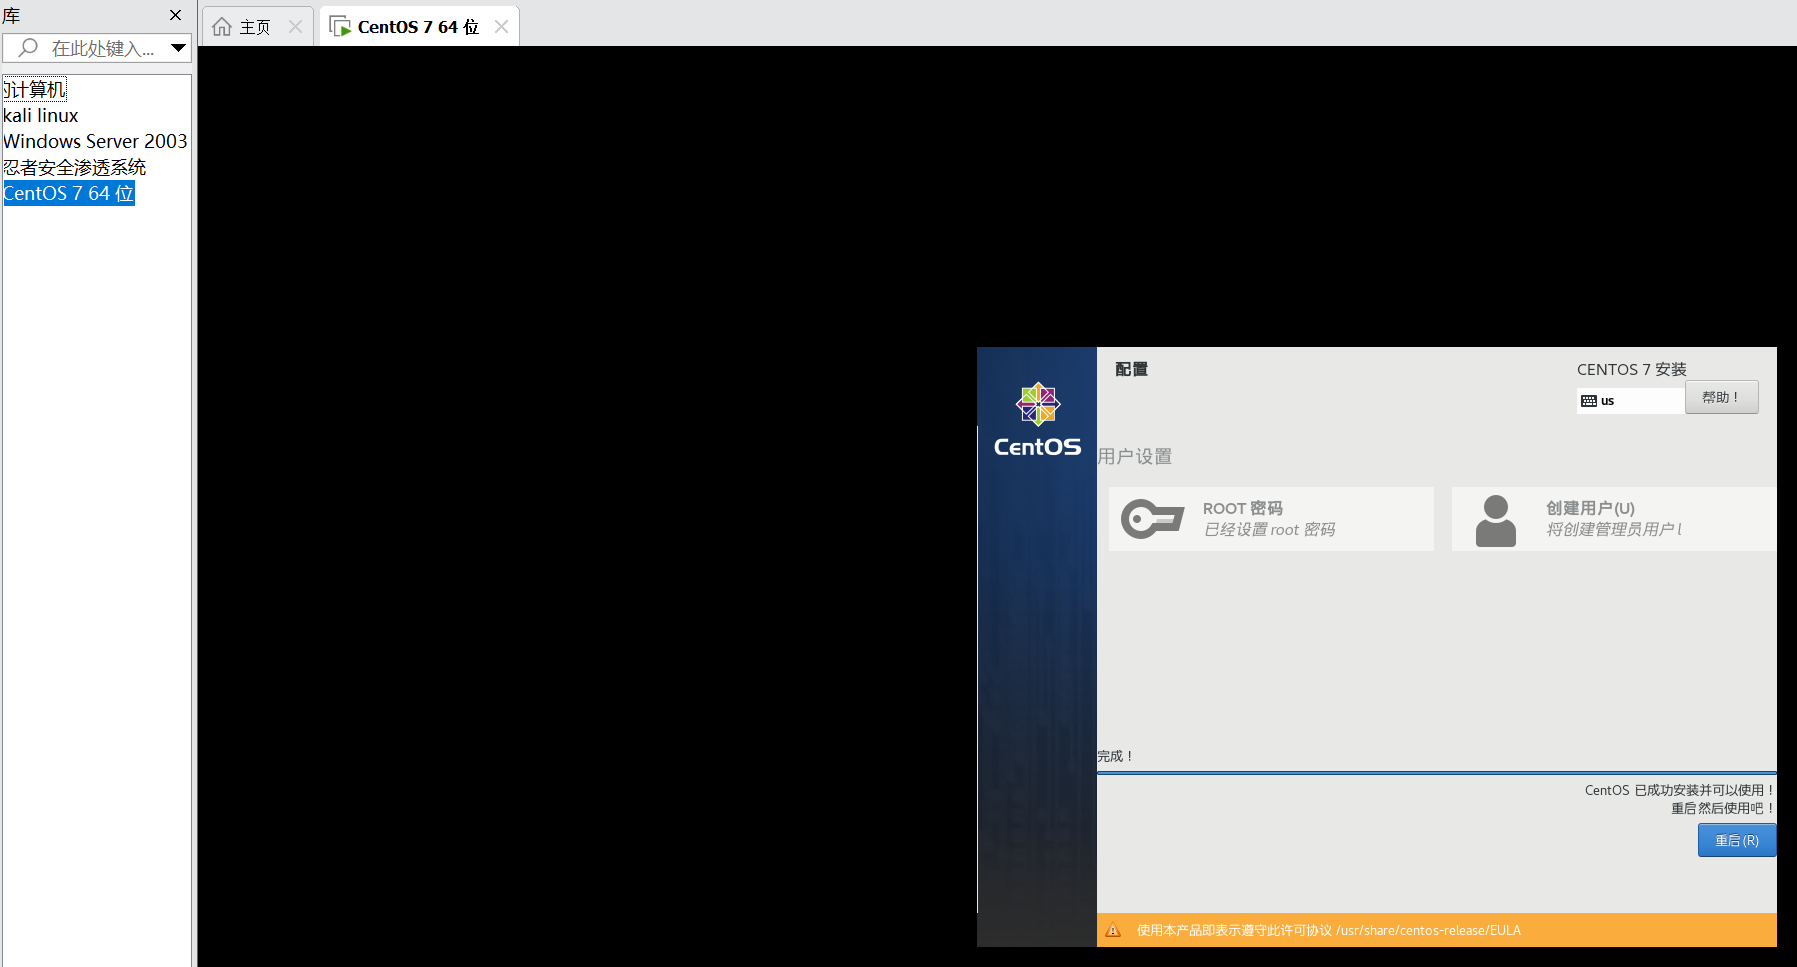 库
在此处键入...
的计算机
kali linux
Windows Server 2003
忍者安全渗透系统
CentOS 7 64 位
主页
CentOS 7 64 位
CentOS
配置
CENTOS 7 安装
us
帮助！
用户设置
ROOT 密码
已经设置 root 密码
创建用户(U)
将创建管理员用户 l
完成！
CentOS 已成功安装并可以使用！
重启然后使用吧！
重启(R)
使用本产品即表示遵守此许可协议 /usr/share/centos-release/EULA